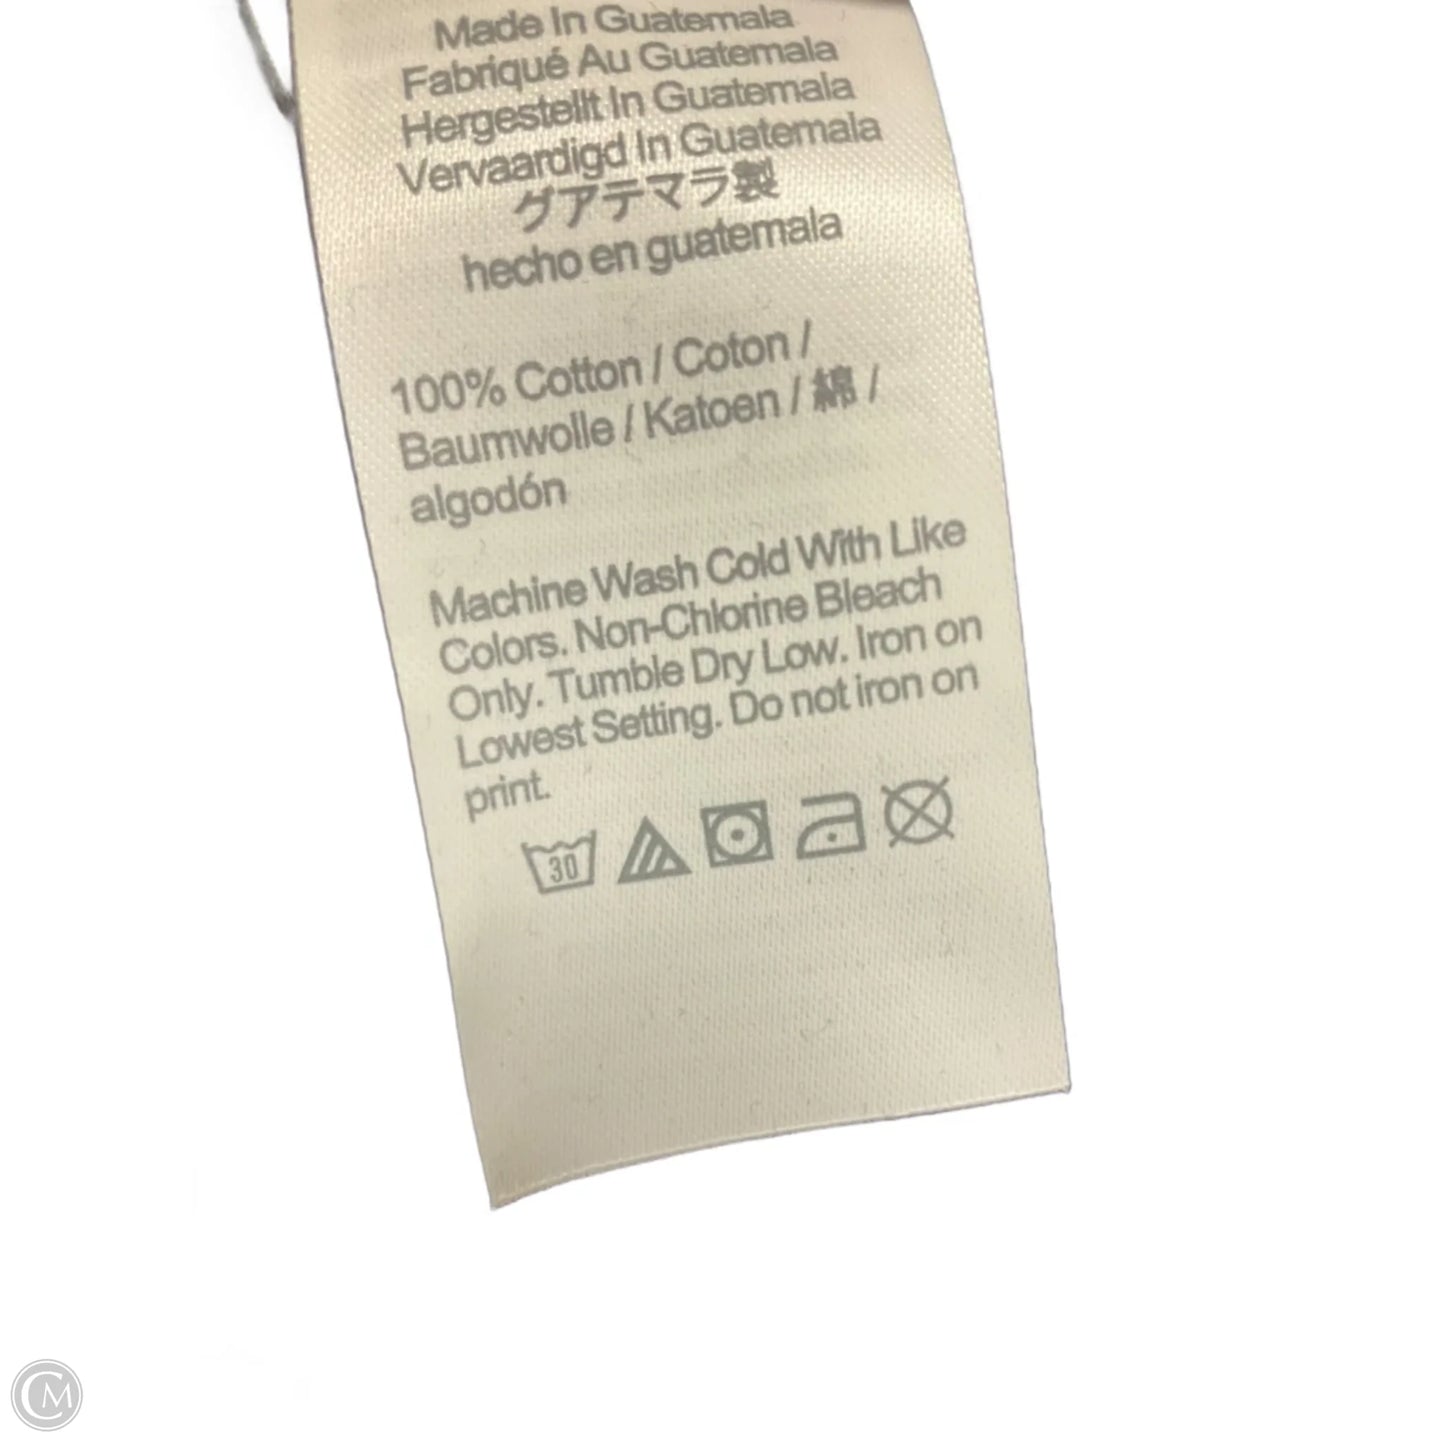 Made In Guatemala
Fabriqué Au Guatemala
Hergestellt In Guatemala
Vervaardigd In Guatemala
グアテマラ製
hecho en guatemala
100% Cotton / Coton /
Baumwolle / Katoen / 綿 /
algodón
Machine Wash Cold With Like
Colors. Non-Chlorine Bleach
Only. Tumble Dry Low. Iron on
Lowest Setting. Do not iron on
print.
30
CM